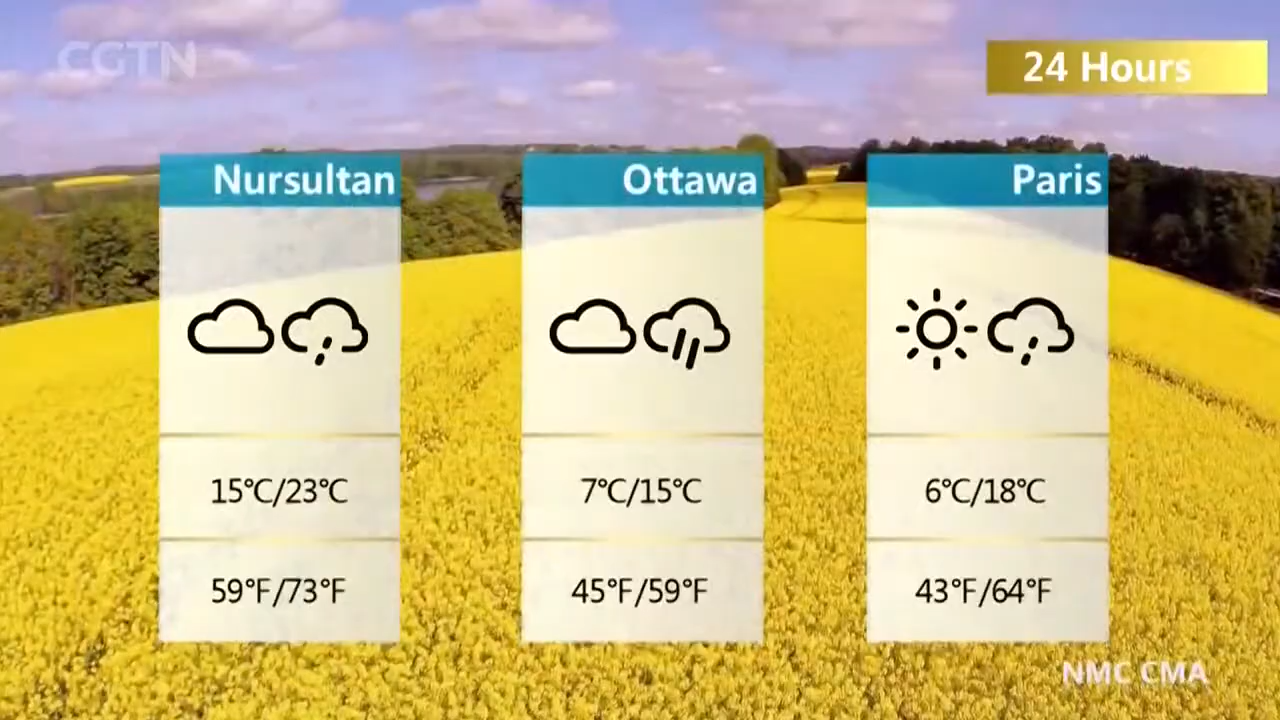 CGTN
24 Hours
Nursultan
15℃/23℃
59°F/73°F
Ottawa
7℃/15℃
45°F/59°F
Paris
6℃/18℃
43°F/64°F
NMC CMA